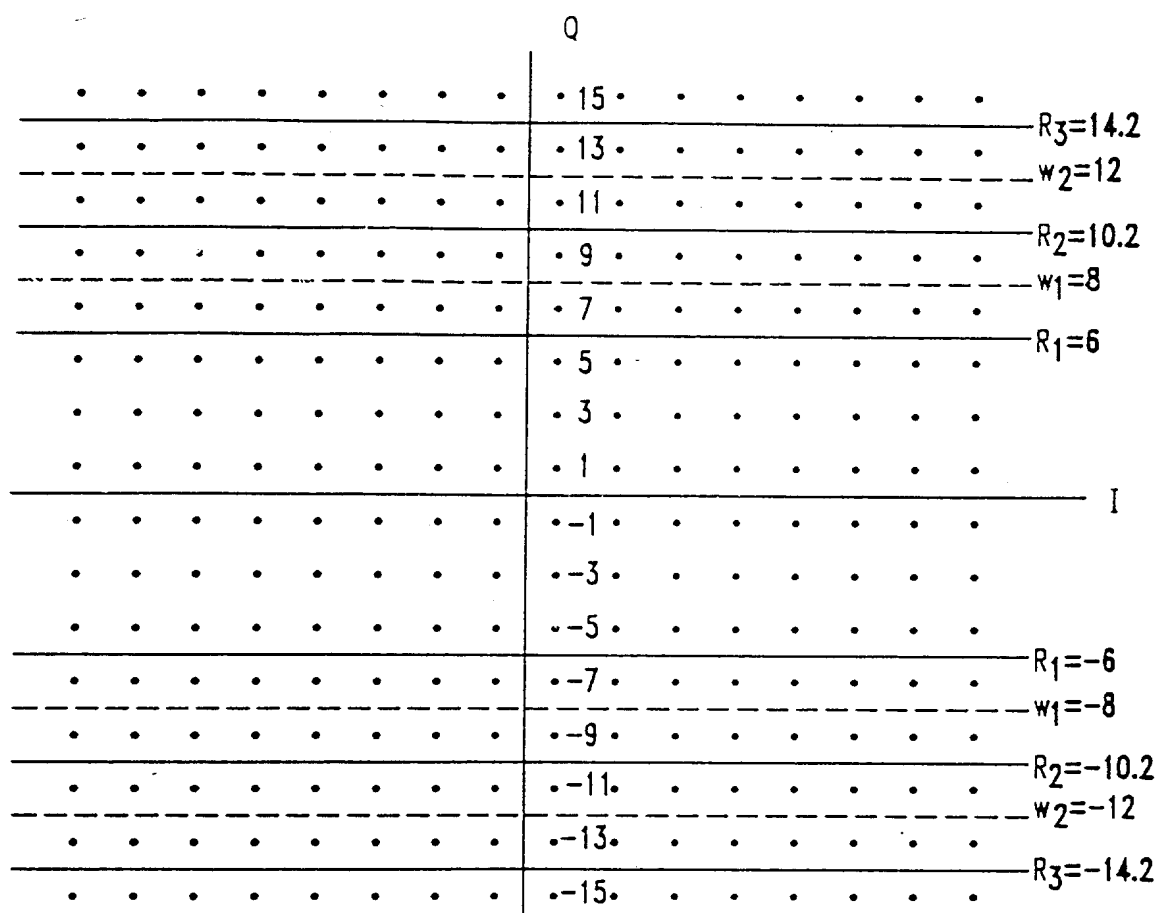 Q
15
R3=14.2
13
w2=12
11
R2=10.2
9
w1=8
7
R1=6
5
3
1
I
-1
-3
-5
R1=-6
-7
w1=-8
-9
R2=-10.2
-11
w2=-12
-13
R3=-14.2
-15